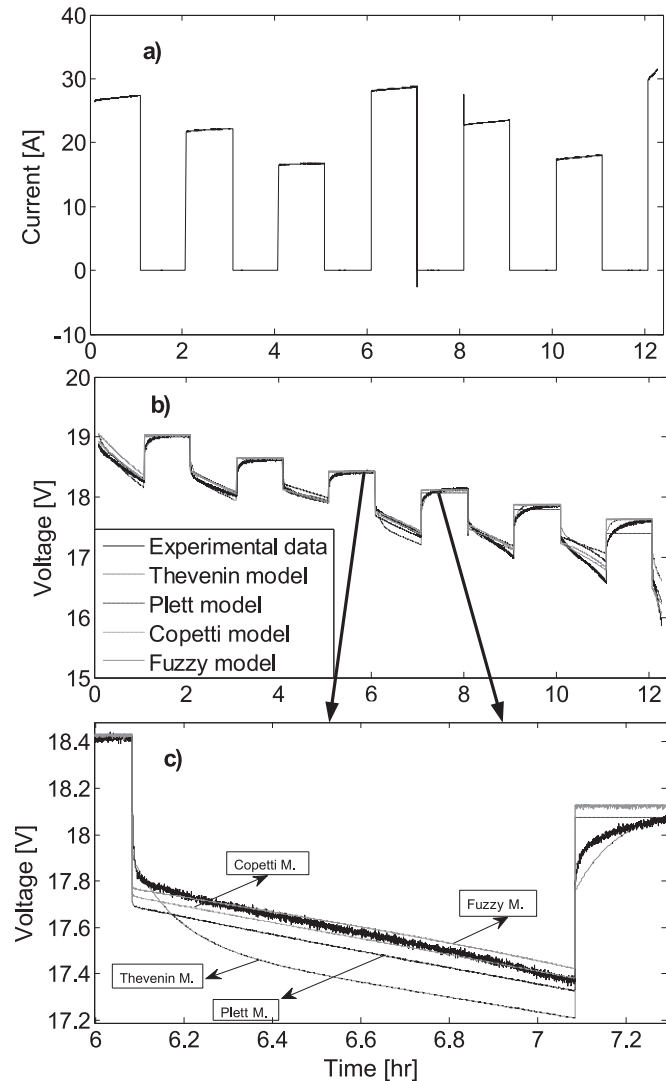 a)
Current [A]
40
30
20
10
0
-10
0 2 4 6 8 10 12
b)
Voltage [V]
20
19
18
17
16
15
Experimental data
Thevenin model
Plett model
Copetti model
Fuzzy model
0 2 4 6 8 10 12
c)
Voltage [V]
18.4
18.2
18
17.8
17.6
17.4
17.2
Copetti M.
Fuzzy M.
Thevenin M.
Plett M.
6 6.2 6.4 6.6 6.8 7 7.2
Time [hr]